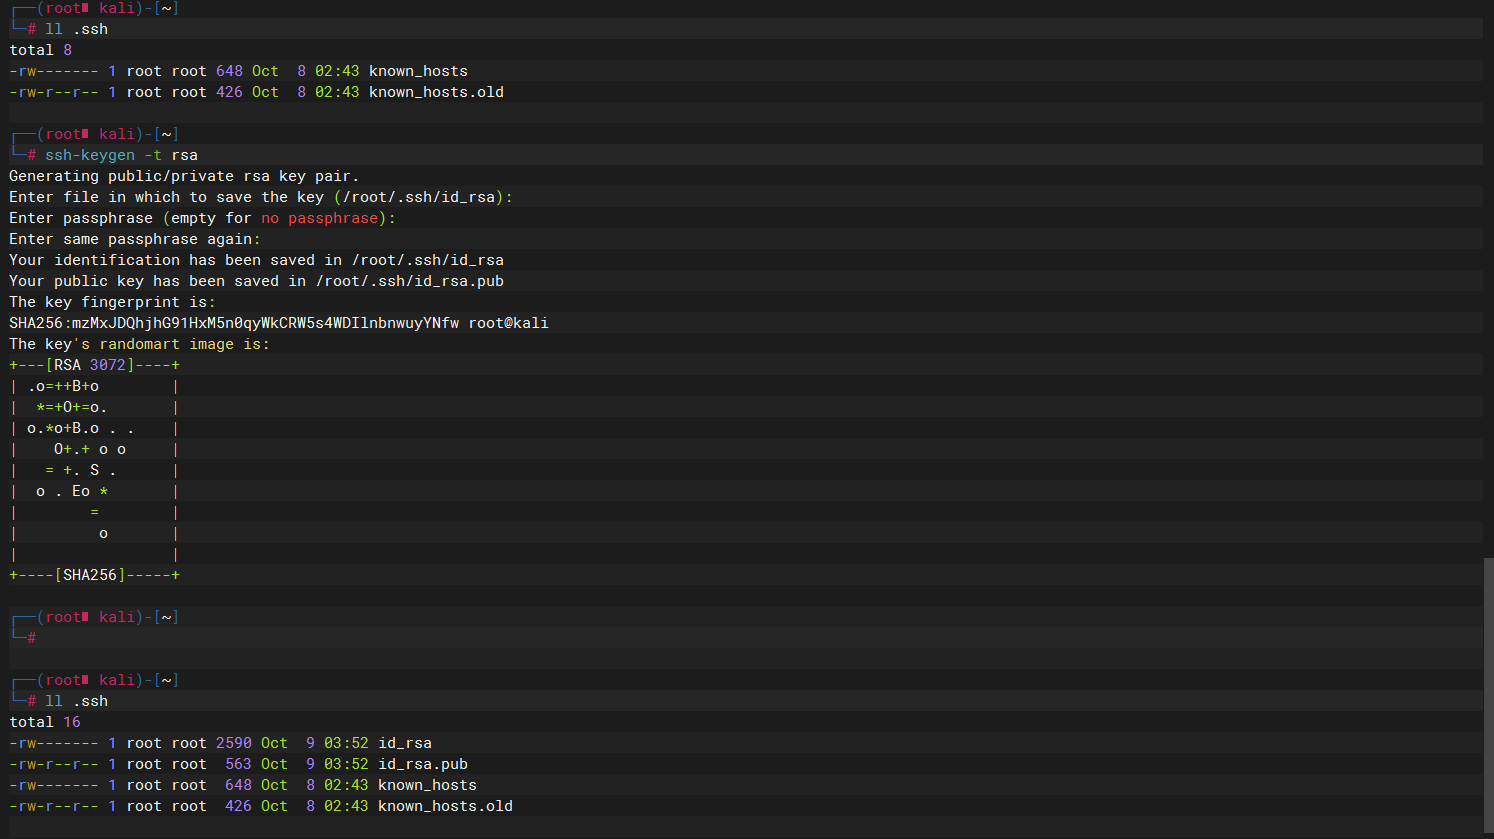 ┌──(root💀kali)-[~]
└─# ll .ssh
total 8
-rw------- 1 root root 648 Oct  8 02:43 known_hosts
-rw-r--r-- 1 root root 426 Oct  8 02:43 known_hosts.old
┌──(root∎ kali)-[~]
└─# ssh-keygen -t rsa
Generating public/private rsa key pair.
Enter file in which to save the key (/root/.ssh/id_rsa):
Enter passphrase (empty for no passphrase):
Enter same passphrase again:
Your identification has been saved in /root/.ssh/id_rsa
Your public key has been saved in /root/.ssh/id_rsa.pub
The key fingerprint is:
SHA256:mzMxJDQhjhG91HxM5n0qyWkCRW5s4WDIlnbnwuyYNfw root@kali
The key's randomart image is:
+---[RSA 3072]----+
| .o=++B+o        |
|  *=+O+=o.       |
| o.*o+B.o . .    |
|    O+.+ o o     |
|   = +. S .      |
|  o . Eo *       |
|        =        |
|         o       |
|                 |
+----[SHA256]-----+
┌──(root∎ kali)-[~]
└─#
┌──(root∎ kali)-[~]
└─# ll .ssh
total 16
-rw------- 1 root root 2590 Oct  9 03:52 id_rsa
-rw-r--r-- 1 root root  563 Oct  9 03:52 id_rsa.pub
-rw------- 1 root root  648 Oct  8 02:43 known_hosts
-rw-r--r-- 1 root root  426 Oct  8 02:43 known_hosts.old